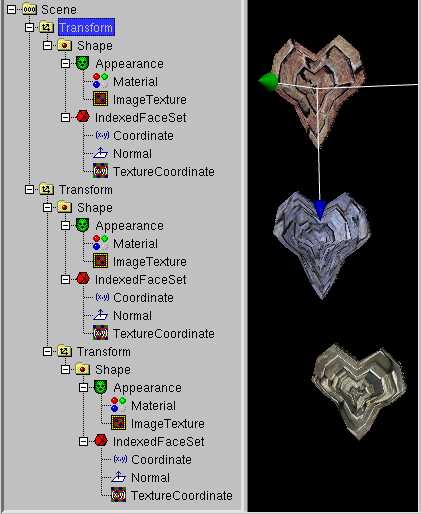 Scene
Transform
Shape
Appearance
Material
ImageTexture
IndexedFaceSet
Coordinate
Normal
TextureCoordinate
Transform
Shape
Appearance
Material
ImageTexture
IndexedFaceSet
Coordinate
Normal
TextureCoordinate
Transform
Shape
Appearance
Material
ImageTexture
IndexedFaceSet
Coordinate
Normal
TextureCoordinate